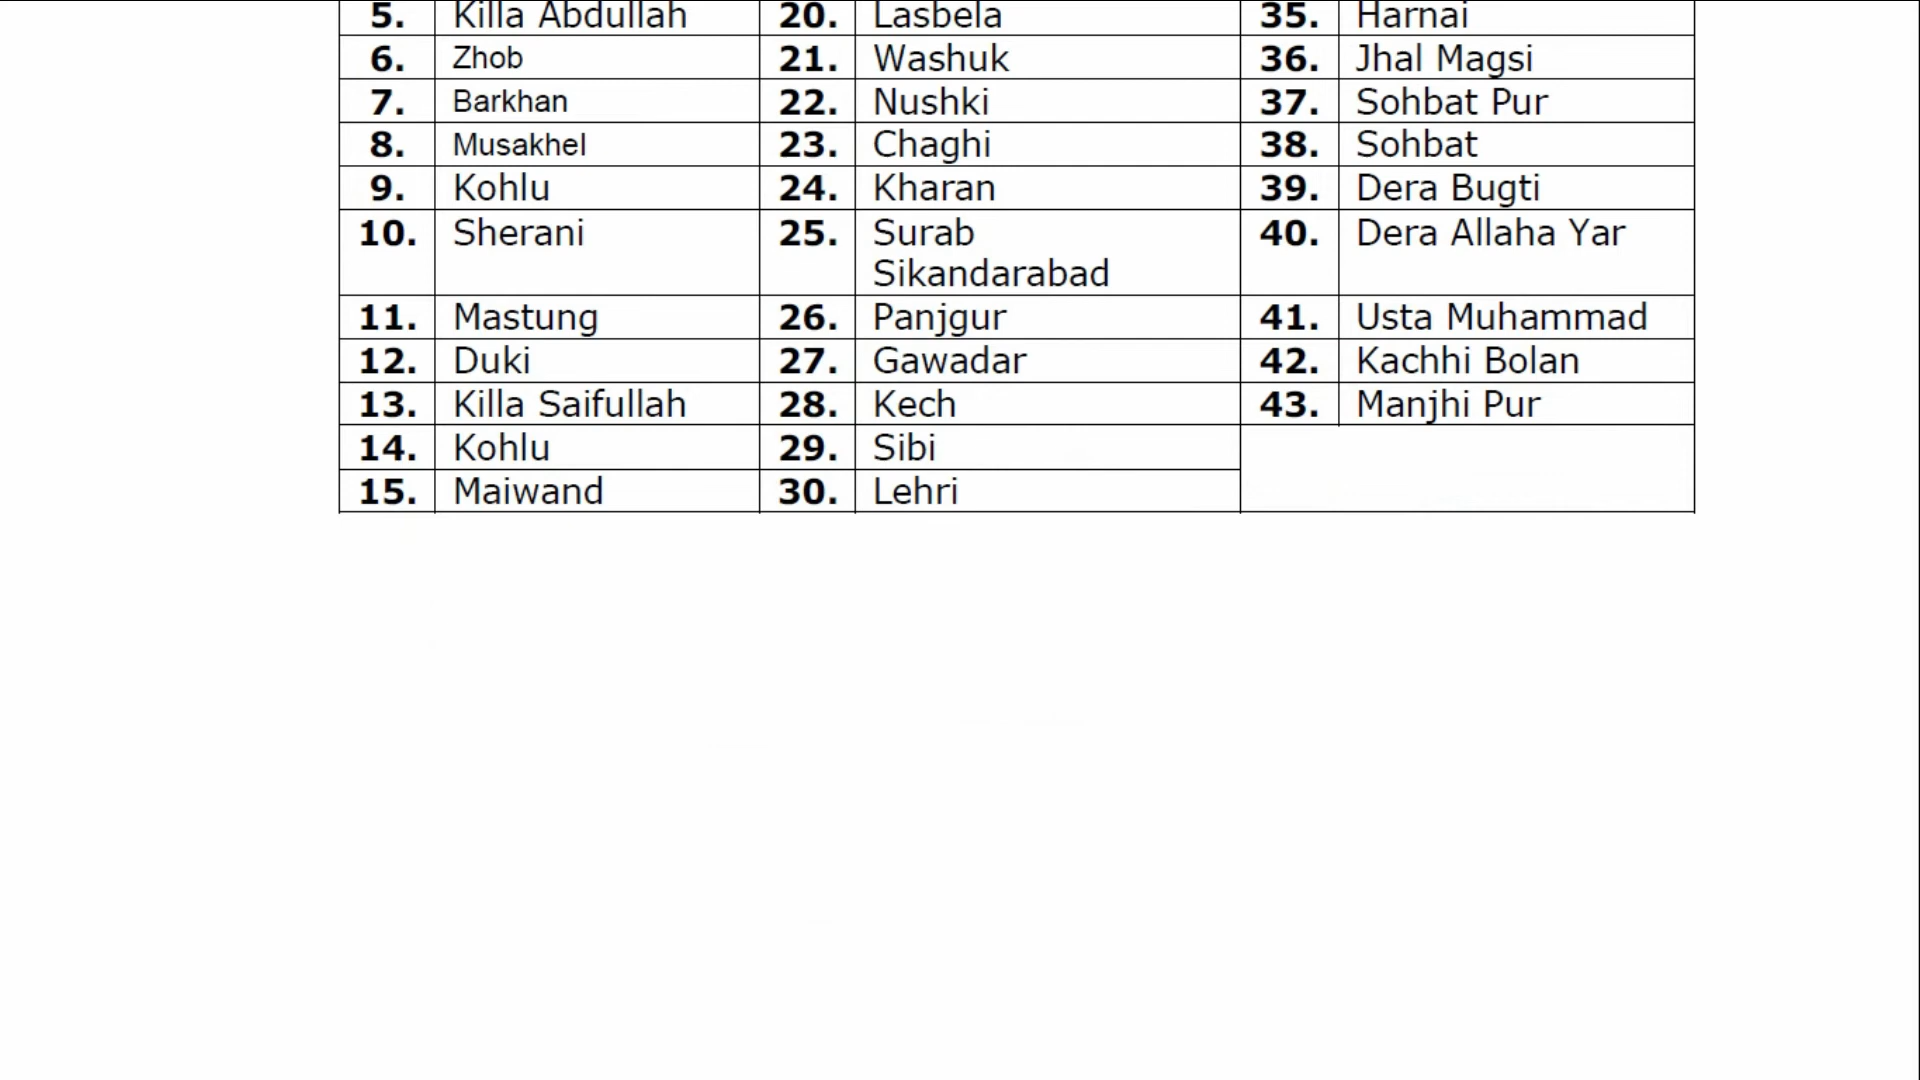 5. Killa Abdullah 20. Lasbela 35. Harnai
6. Zhob 21. Washuk 36. Jhal Magsi
7. Barkhan 22. Nushki 37. Sohbat Pur
8. Musakhel 23. Chaghi 38. Sohbat
9. Kohlu 24. Kharan 39. Dera Bugti
10. Sherani 25. Surab 40. Dera Allaha Yar
Sikandarabad
11. Mastung 26. Panjgur 41. Usta Muhammad
12. Duki 27. Gawadar 42. Kachhi Bolan
13. Killa Saifullah 28. Kech 43. Manjhi Pur
14. Kohlu 29. Sibi
15. Maiwand 30. Lehri